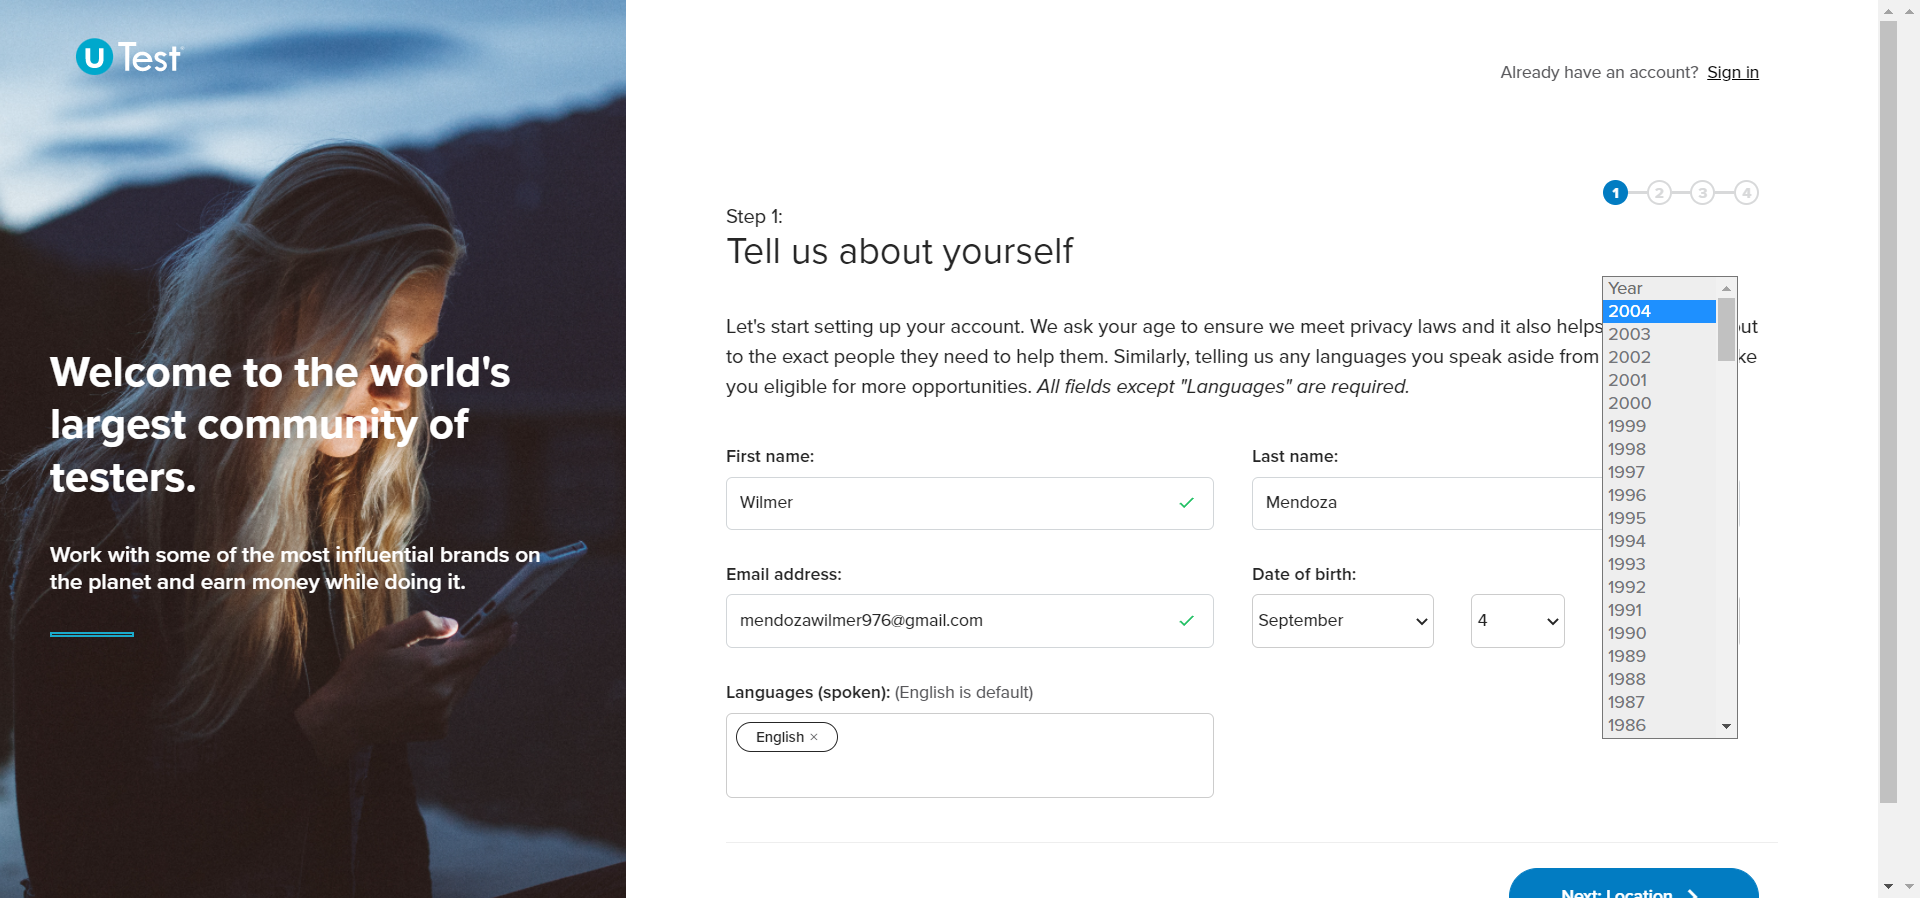 U Test
Welcome to the world's
largest community of
testers.
Work with some of the most influential brands on
the planet and earn money while doing it.
Already have an account? Sign in
1 2 3 4
Step 1:
Tell us about yourself
Let's start setting up your account. We ask your age to ensure we meet privacy laws and it also helps
to the exact people they need to help them. Similarly, telling us any languages you speak aside from
you eligible for more opportunities. All fields except "Languages" are required.
First name:
Wilmer
Last name:
Mendoza
Email address:
mendozawilmer976@gmail.com
Date of birth:
September
4
Year
2004
2003
2002
2001
2000
1999
1998
1997
1996
1995
1994
1993
1992
1991
1990
1989
1988
1987
1986
Languages (spoken): (English is default)
English ×
Next: Location